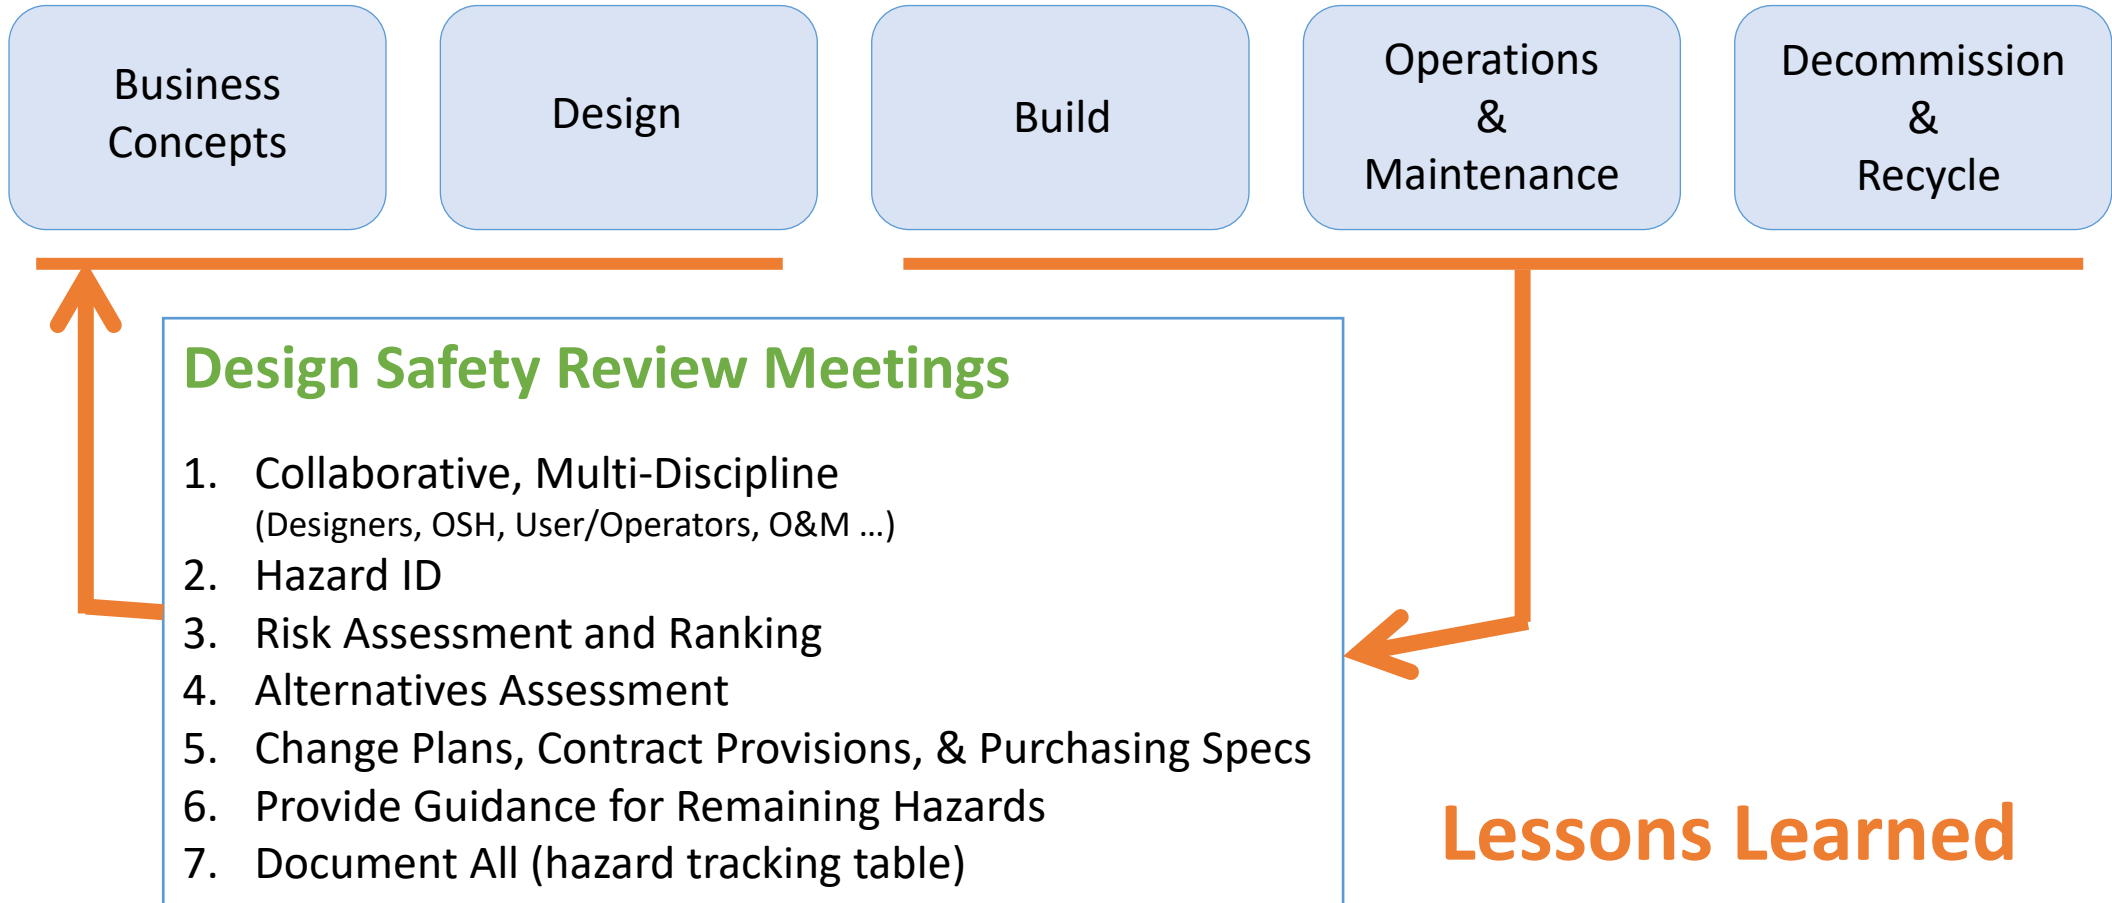 Business
Concepts
Design
Build
Operations
&
Maintenance
Decommission
&
Recycle
Design Safety Review Meetings
1. Collaborative, Multi-Discipline
(Designers, OSH, User/Operators, O&M ...)
2. Hazard ID
3. Risk Assessment and Ranking
4. Alternatives Assessment
5. Change Plans, Contract Provisions, & Purchasing Specs
6. Provide Guidance for Remaining Hazards
7. Document All (hazard tracking table)
Lessons Learned